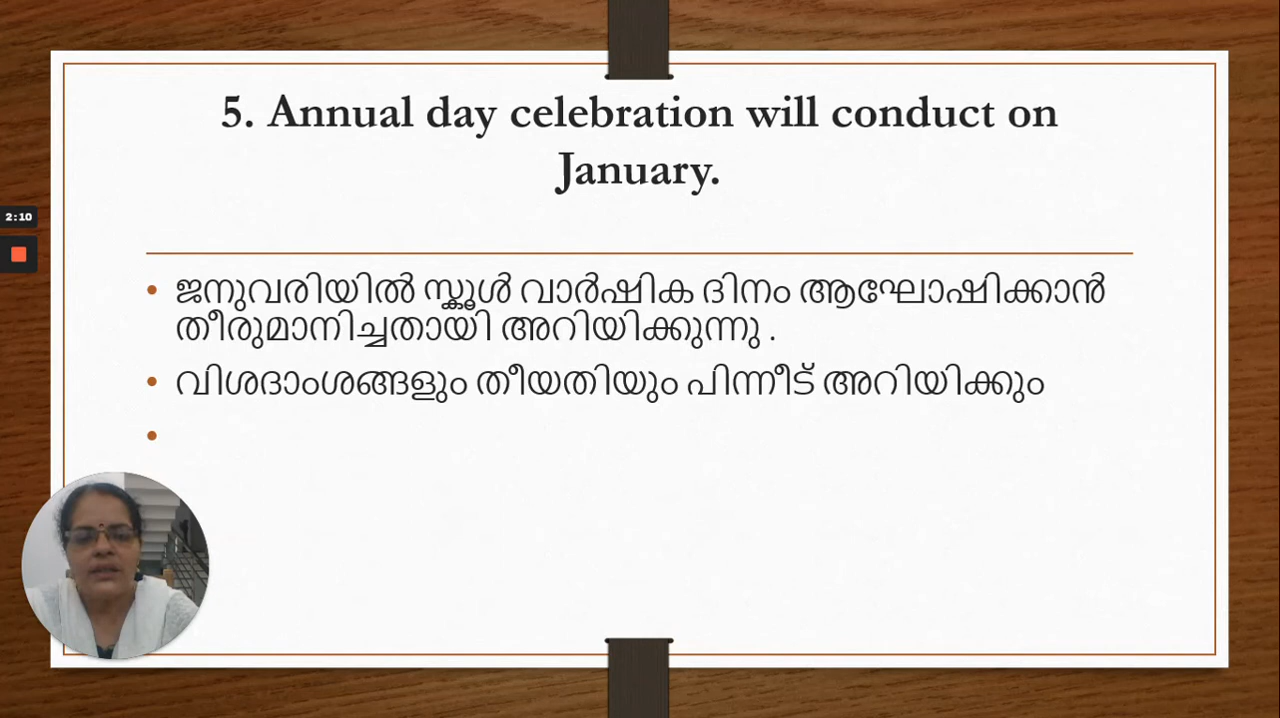 5. Annual day celebration will conduct on
January.
2:10
• ജനുവരിയിൽ സ്കൂൾ വാർഷിക ദിനം ആഘോഷിക്കാൻ
തീരുമാനിച്ചതായി അറിയിക്കുന്നു .
• വിശദാംശങ്ങളും തീയതിയും പിന്നീട് അറിയിക്കും
•